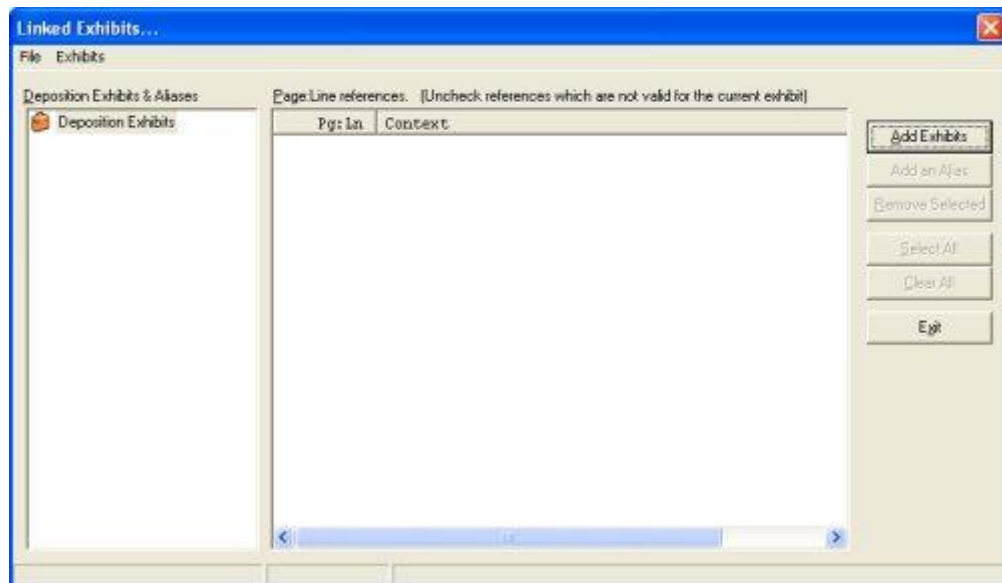 Linked Exhibits...
File Exhibits
Deposition Exhibits & Aliases
Page:Line references. (Uncheck references which are not valid for the current exhibit)
Deposition Exhibits
Pg:Ln Context
Add Exhibits
Add an Alias
Remove Selected
Select All
Clear All
Exit